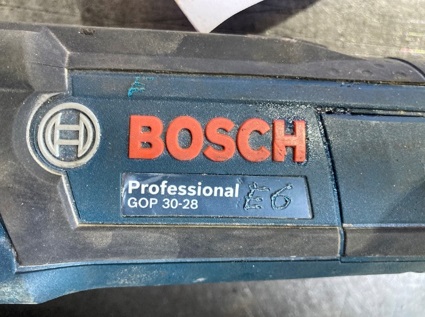 BOSCH
Professional E6
GOP 30-28